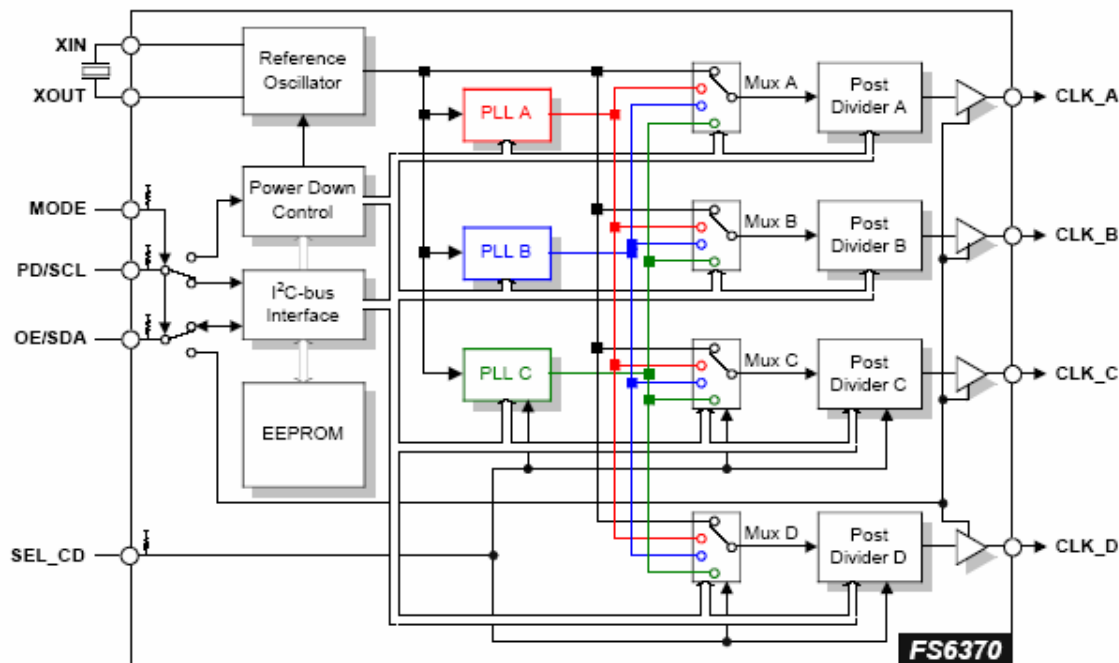 XIN
XOUT
Reference
Oscillator
PLL A
Mux A
Post
Divider A
CLK_A
MODE
Power Down
Control
PD/SCL
I²C-bus
Interface
OE/SDA
PLL B
Mux B
Post
Divider B
CLK_B
EEPROM
PLL C
Mux C
Post
Divider C
CLK_C
SEL_CD
Mux D
Post
Divider D
CLK_D
FS6370